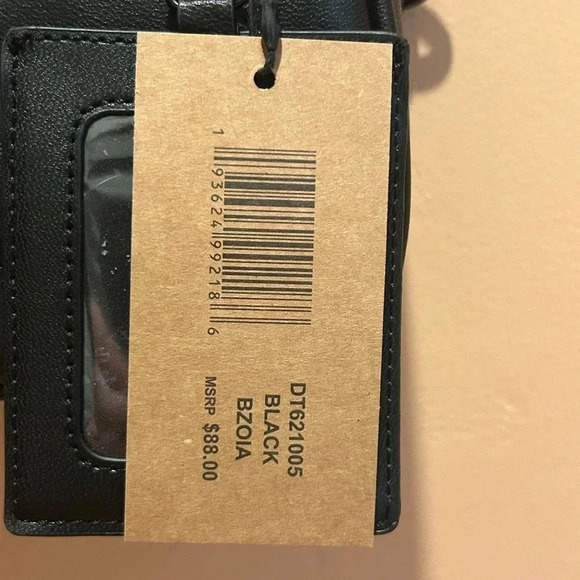 1 93624 99218 6
DT621005
BLACK
BZOIA
MSRP $88.00